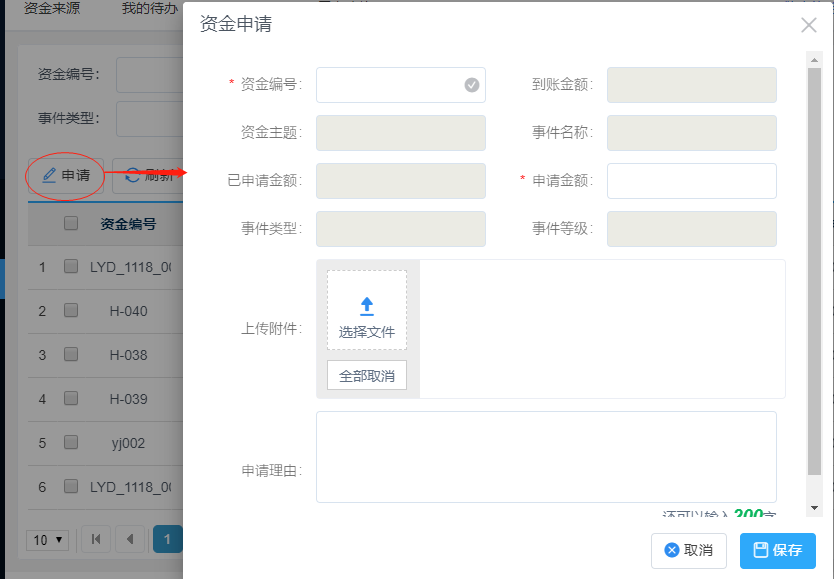 资金来源 我的待办
资金申请
资金编号：
事件类型：
申请 刷新
资金编号
1 LYD_1118_00
2 H-040
3 H-038
4 H-039
5 yj002
6 LYD_1118_00
10 1
* 资金编号： 到账金额：
资金主题： 事件名称：
已申请金额： * 申请金额：
事件类型： 事件等级：
上传附件：
选择文件
全部取消
申请理由：
还可以输入200字
取消 保存